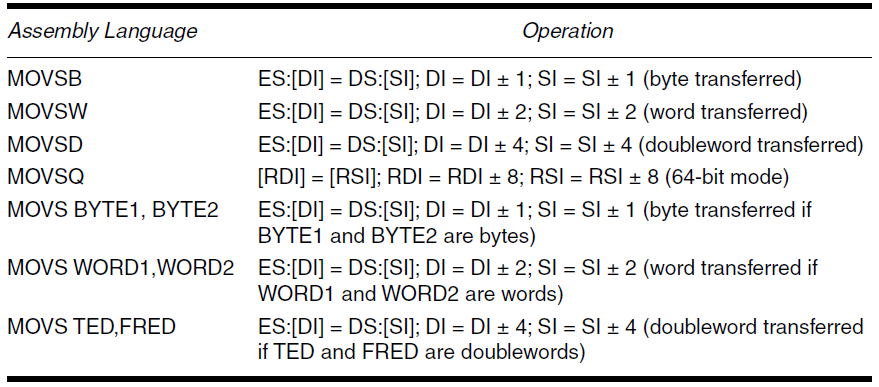 Assembly Language Operation
MOVSB ES:[DI] = DS:[SI]; DI = DI ± 1; SI = SI ± 1 (byte transferred)
MOVSW ES:[DI] = DS:[SI]; DI = DI ± 2; SI = SI ± 2 (word transferred)
MOVSD ES:[DI] = DS:[SI]; DI = DI ± 4; SI = SI ± 4 (doubleword transferred)
MOVSQ [RDI] = [RSI]; RDI = RDI ± 8; RSI = RSI ± 8 (64-bit mode)
MOVS BYTE1, BYTE2 ES:[DI] = DS:[SI]; DI = DI ± 1; SI = SI ± 1 (byte transferred if
BYTE1 and BYTE2 are bytes)
MOVS WORD1,WORD2 ES:[DI] = DS:[SI]; DI = DI ± 2; SI = SI ± 2 (word transferred if
WORD1 and WORD2 are words)
MOVS TED,FRED ES:[DI] = DS:[SI]; DI = DI ± 4; SI = SI ± 4 (doubleword transferred
if TED and FRED are doublewords)